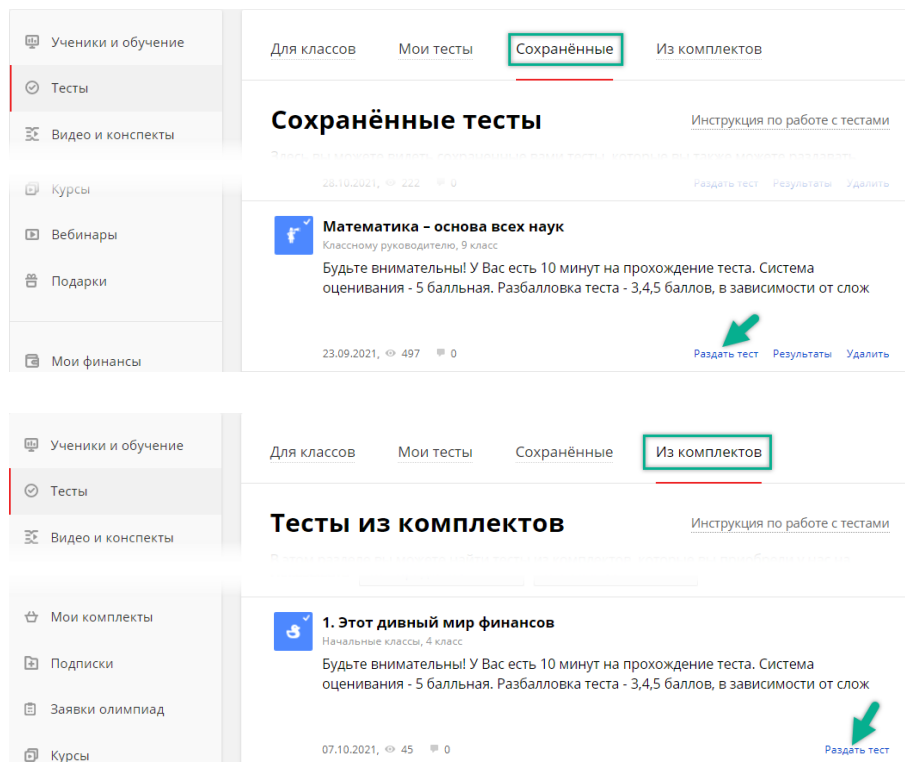 Ученики и обучение
Тесты
Видео и конспекты
Курсы
Вебинары
Подарки
Мои финансы
Для классов Мои тесты Сохранённые Из комплектов
Сохранённые тесты Инструкция по работе с тестами
28.10.2021, 222 0 Раздать тест Результаты Удалить
Математика – основа всех наук
Классному руководителю, 9 класс
Будьте внимательны! У Вас есть 10 минут на прохождение теста. Система
оценивания - 5 балльная. Разбалловка теста - 3,4,5 баллов, в зависимости от слож
23.09.2021, 497 0 Раздать тест Результаты Удалить
Ученики и обучение
Тесты
Видео и конспекты
Мои комплекты
Подписки
Заявки олимпиад
Курсы
Для классов Мои тесты Сохранённые Из комплектов
Тесты из комплектов Инструкция по работе с тестами
1. Этот дивный мир финансов
Начальные классы, 4 класс
Будьте внимательны! У Вас есть 10 минут на прохождение теста. Система
оценивания - 5 балльная. Разбалловка теста - 3,4,5 баллов, в зависимости от слож
07.10.2021, 45 0 Раздать тест